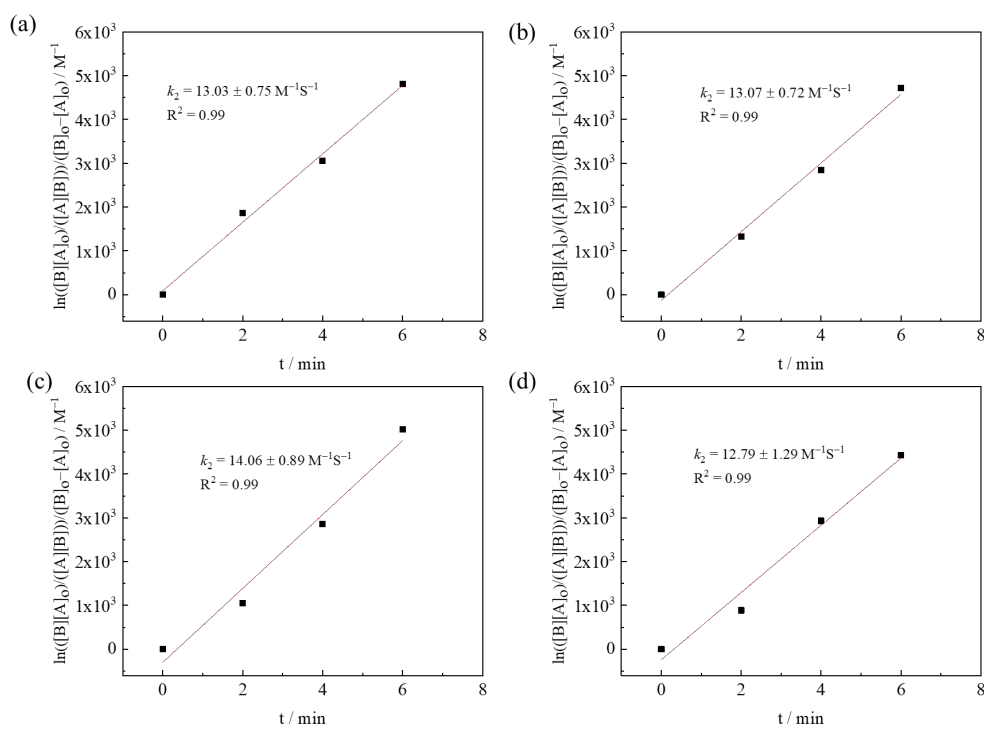 (a)
6x10³
5x10³
4x10³
3x10³
2x10³
1x10³
0
ln(([B][A]₀)/([A][B]))/([B]₀–[A]₀) / M⁻¹
k₂ = 13.03 ± 0.75 M⁻¹S⁻¹
R² = 0.99
0 2 4 6 8
t / min
(b)
6x10³
5x10³
4x10³
3x10³
2x10³
1x10³
0
ln(([B][A]₀)/([A][B]))/([B]₀–[A]₀) / M⁻¹
k₂ = 13.07 ± 0.72 M⁻¹S⁻¹
R² = 0.99
0 2 4 6 8
t / min
(c)
6x10³
5x10³
4x10³
3x10³
2x10³
1x10³
0
ln(([B][A]₀)/([A][B]))/([B]₀–[A]₀) / M⁻¹
k₂ = 14.06 ± 0.89 M⁻¹S⁻¹
R² = 0.99
0 2 4 6 8
t / min
(d)
6x10³
5x10³
4x10³
3x10³
2x10³
1x10³
0
ln(([B][A]₀)/([A][B]))/([B]₀–[A]₀) / M⁻¹
k₂ = 12.79 ± 1.29 M⁻¹S⁻¹
R² = 0.99
0 2 4 6 8
t / min